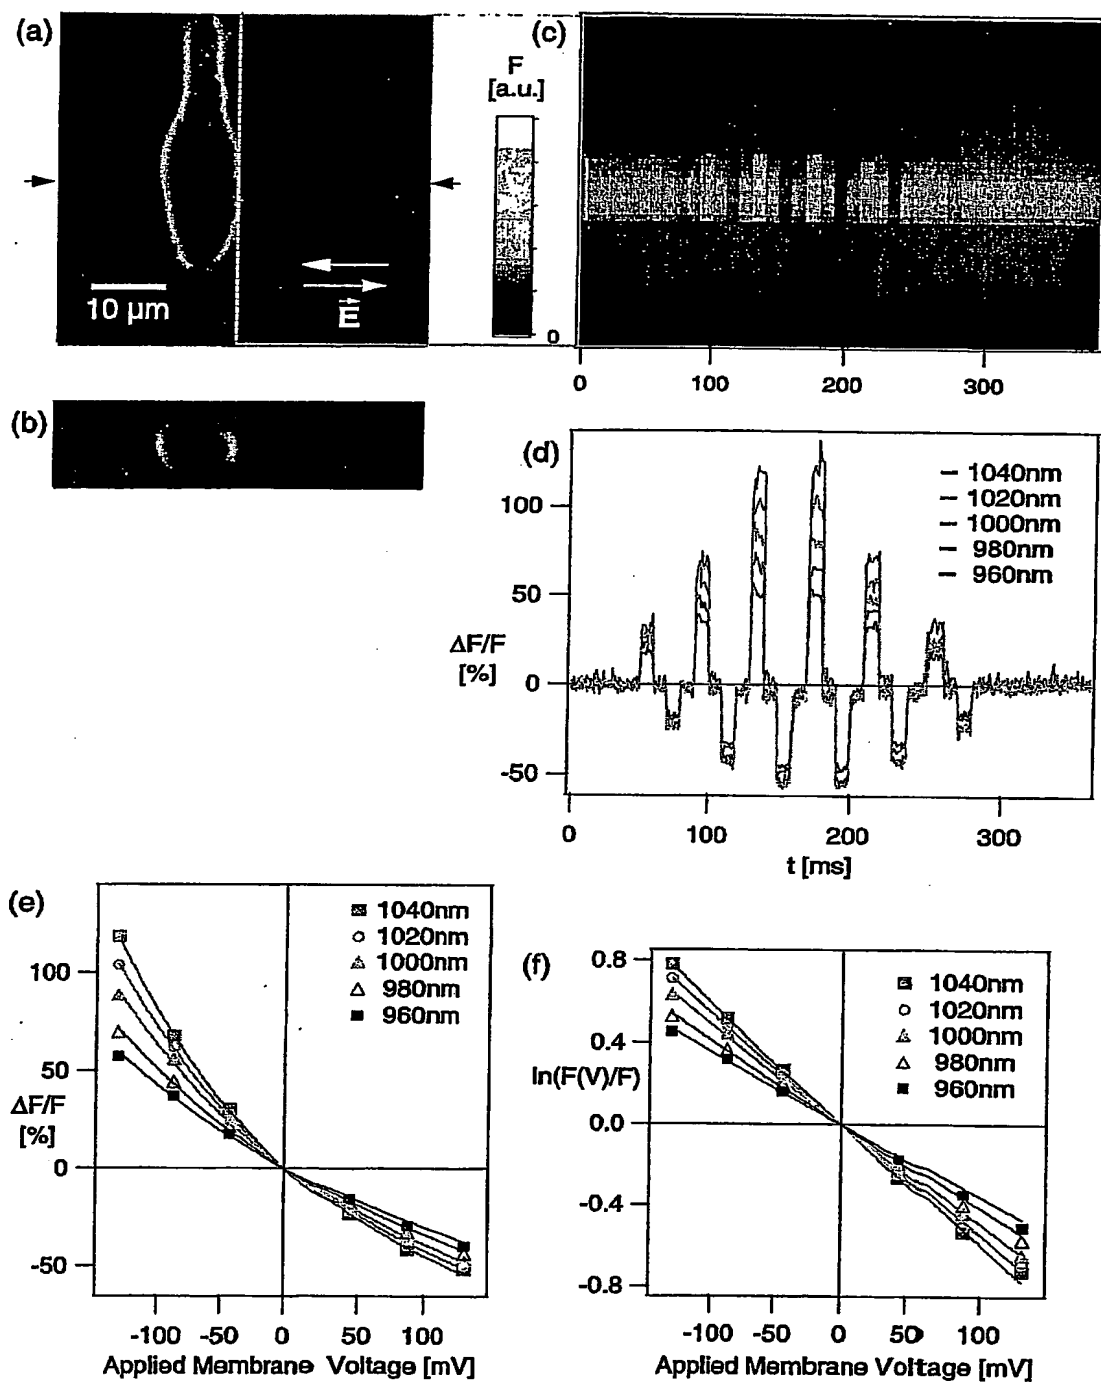 (a)
10 µm
E
F
[a.u.]
0
(c)
0 100 200 300
(b)
(d)
1040nm
1020nm
1000nm
980nm
960nm
100
50
0
-50
ΔF/F
[%]
0 100 200 300
t [ms]
(e)
1040nm
1020nm
1000nm
980nm
960nm
100
50
0
-50
ΔF/F
[%]
-100 -50 0 50 100
Applied Membrane Voltage [mV]
(f)
1040nm
1020nm
1000nm
980nm
960nm
0.8
0.4
0.0
-0.4
-0.8
ln(F(V)/F)
-100 -50 0 50 100
Applied Membrane Voltage [mV]